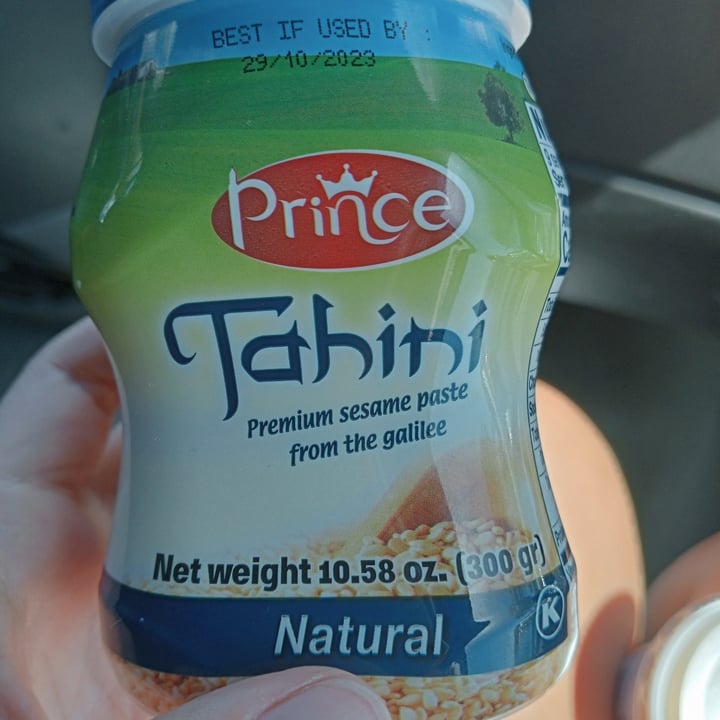 BEST IF USED BY :
29/10/2023
Prince
Tahini
Premium sesame paste
from the galilee
Net weight 10.58 oz. (300 gr)
Natural
K